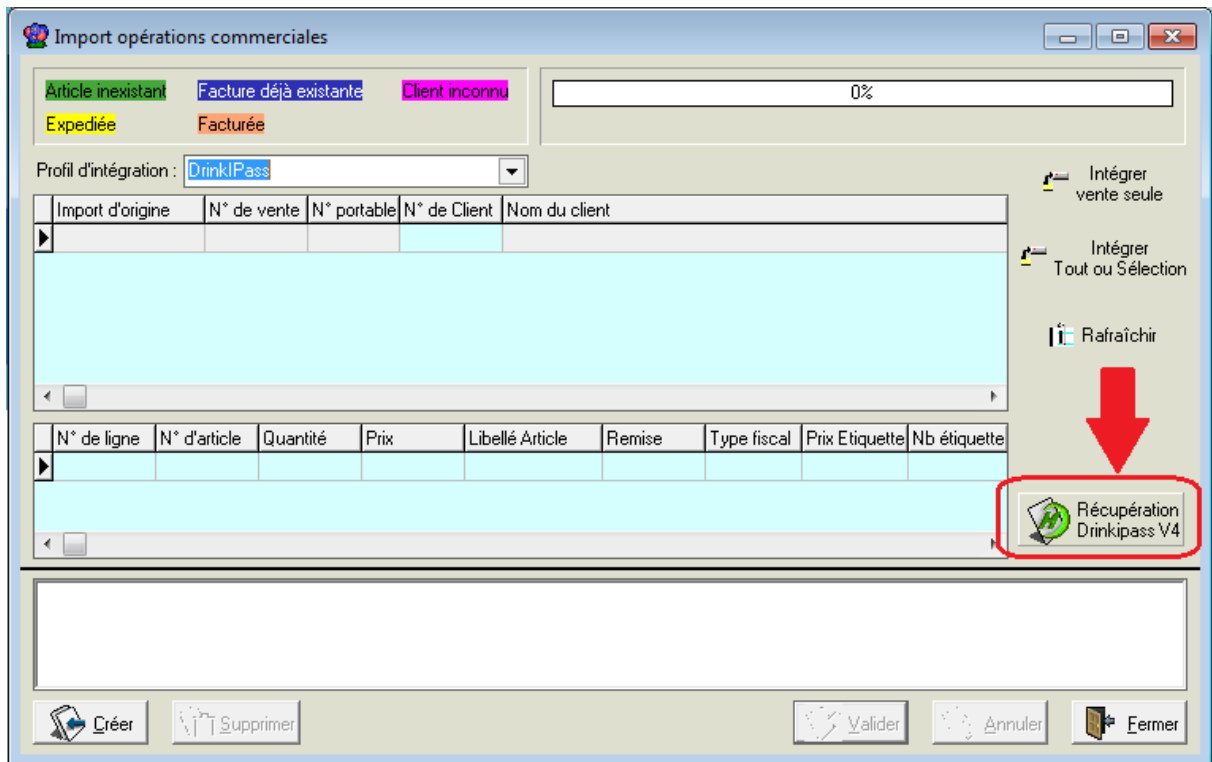 Import opérations commerciales
Article inexistant Facture déjà existante Client inconnu
Expediée Facturée
0%
Profil d'intégration : DrinkIPass
Intégrer
vente seule
Import d'origine N° de vente N° portable N° de Client Nom du client
Intégrer
Tout ou Sélection
Rafraîchir
N° de ligne N° d'article Quantité Prix Libellé Article Remise Type fiscal Prix Etiquette Nb étiquette
Récupération
Drinkipass V4
Créer Supprimer Valider Annuler Fermer